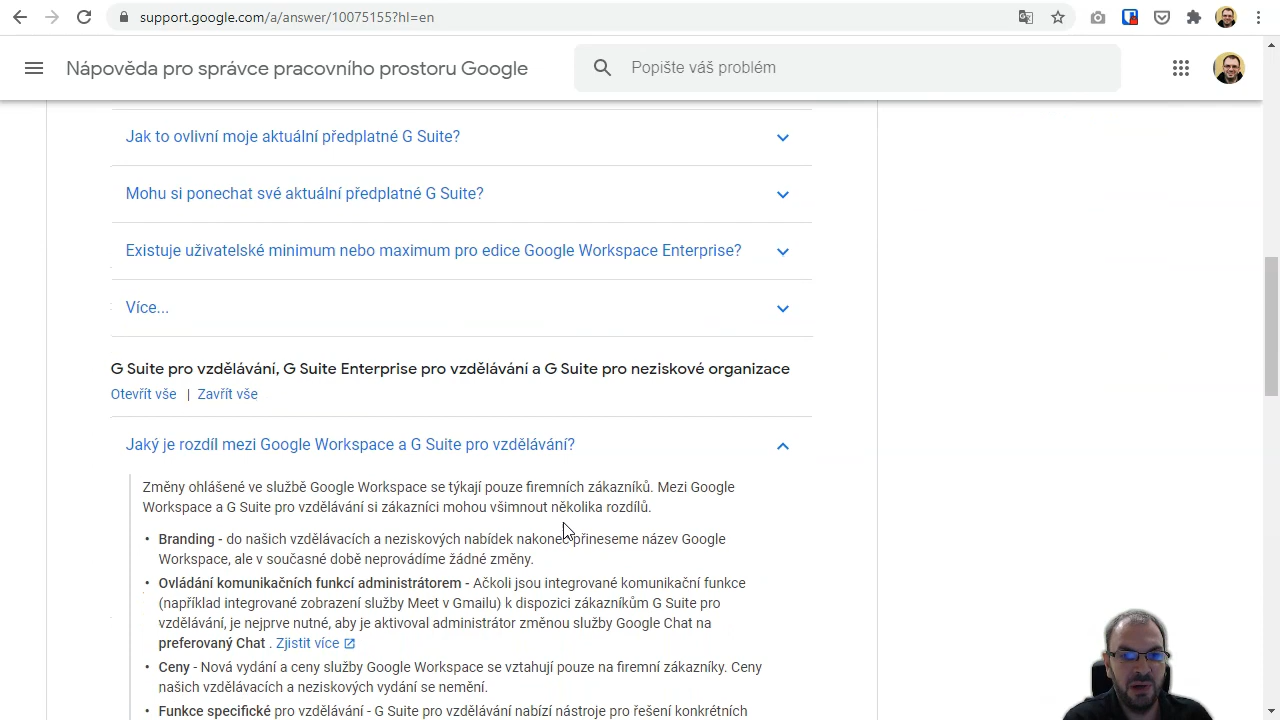 support.google.com/a/answer/10075155?hl=en
Nápověda pro správce pracovního prostoru Google
Popište váš problém
Jak to ovlivní moje aktuální předplatné G Suite?
Mohu si ponechat své aktuální předplatné G Suite?
Existuje uživatelské minimum nebo maximum pro edice Google Workspace Enterprise?
Více...
G Suite pro vzdělávání, G Suite Enterprise pro vzdělávání a G Suite pro neziskové organizace
Otevřít vše | Zavřít vše
Jaký je rozdíl mezi Google Workspace a G Suite pro vzdělávání?
Změny ohlášené ve službě Google Workspace se týkají pouze firemních zákazníků. Mezi Google
Workspace a G Suite pro vzdělávání si zákazníci mohou všimnout několika rozdílů.
• Branding - do našich vzdělávacích a neziskových nabídek nakonec přineseme název Google
Workspace, ale v současné době neprovádíme žádné změny.
• Ovládání komunikačních funkcí administrátorem - Ačkoli jsou integrované komunikační funkce
(například integrované zobrazení služby Meet v Gmailu) k dispozici zákazníkům G Suite pro
vzdělávání, je nejprve nutné, aby je aktivoval administrátor změnou služby Google Chat na
preferovaný Chat . Zjistit více
• Ceny - Nová vydání a ceny služby Google Workspace se vztahují pouze na firemní zákazníky. Ceny
našich vzdělávacích a neziskových vydání se nemění.
• Funkce specifické pro vzdělávání - G Suite pro vzdělávání nabízí nástroje pro řešení konkrétních